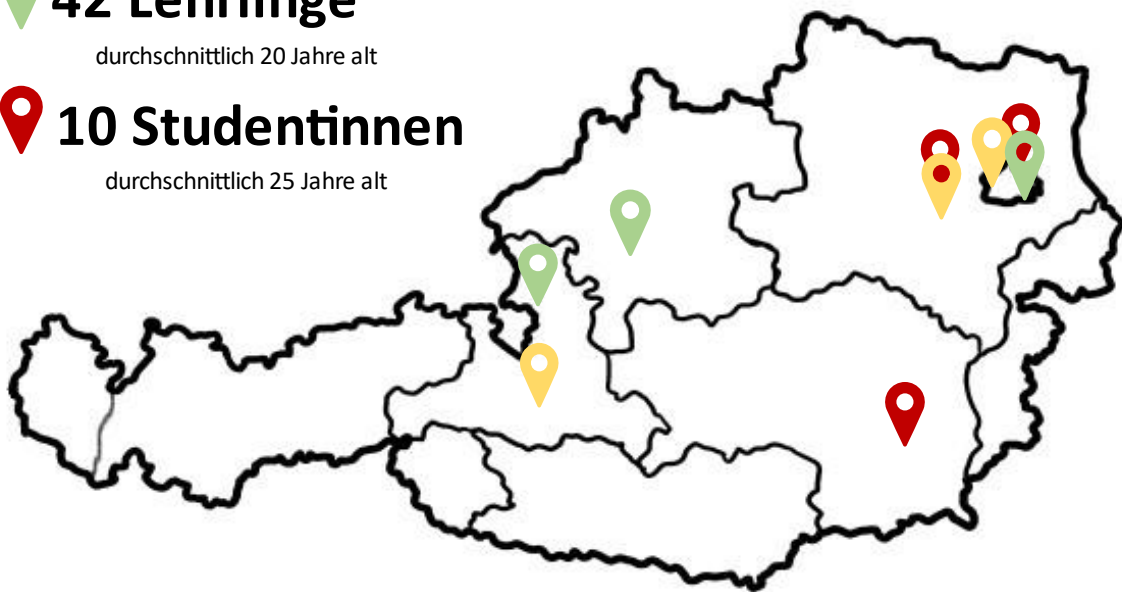 42 Lehrlinge
durchschnittlich 20 Jahre alt
10 Studentinnen
durchschnittlich 25 Jahre alt